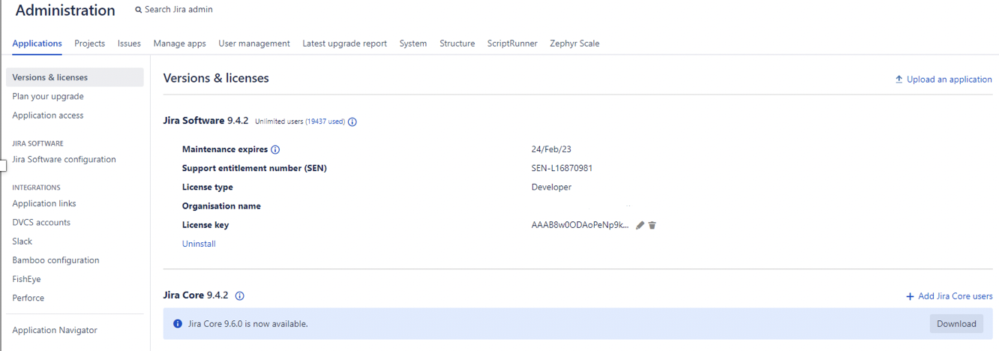 Administration
Search Jira admin
Applications Projects Issues Manage apps User management Latest upgrade report System Structure ScriptRunner Zephyr Scale
Versions & licenses
Plan your upgrade
Application access
JIRA SOFTWARE
Jira Software configuration
INTEGRATIONS
Application links
DVCS accounts
Slack
Bamboo configuration
FishEye
Perforce
Application Navigator
Versions & licenses
Upload an application
Jira Software 9.4.2 Unlimited users (19437 used)
Maintenance expires 24/Feb/23
Support entitlement number (SEN) SEN-L16870981
License type Developer
Organisation name
License key AAAB8w0ODAoPeNp9k...
Uninstall
Jira Core 9.4.2
+ Add Jira Core users
Jira Core 9.6.0 is now available.
Download